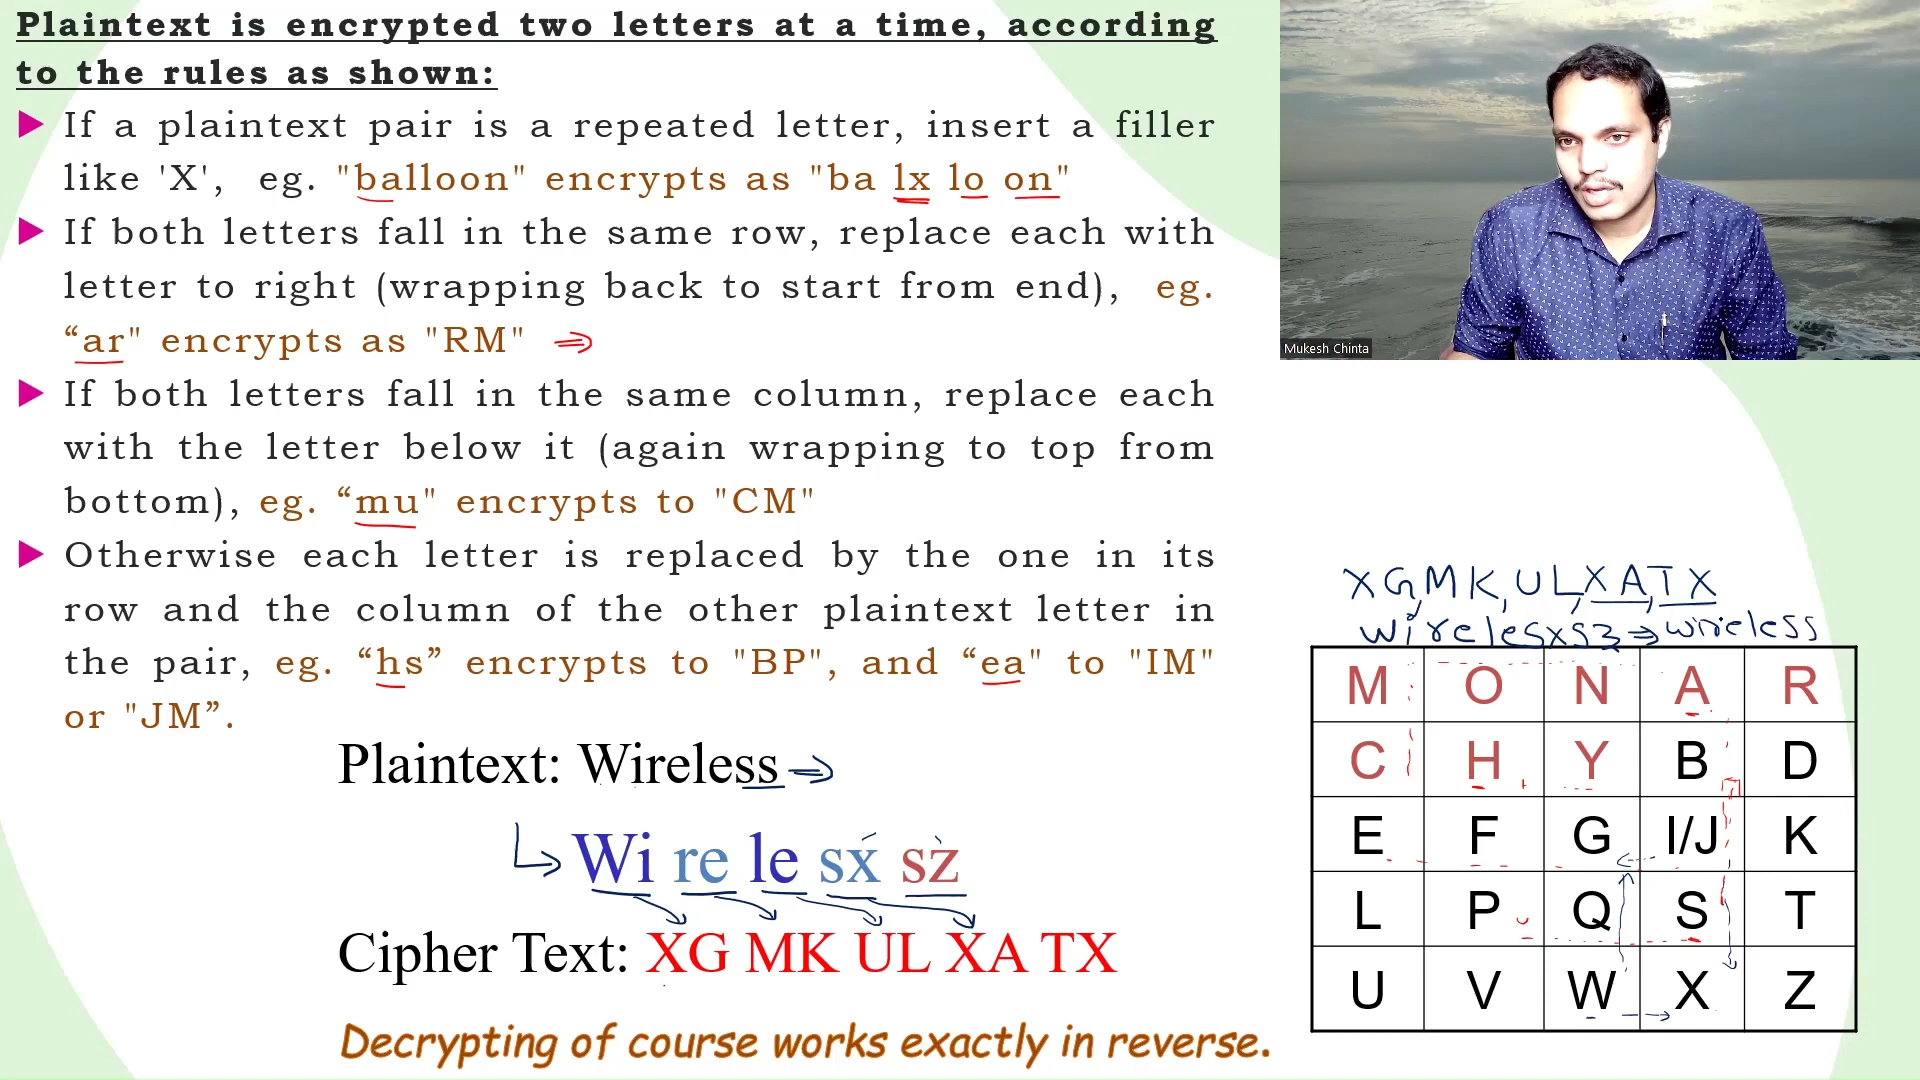 Plaintext is encrypted two letters at a time, according
to the rules as shown:
If a plaintext pair is a repeated letter, insert a filler
like 'X', eg. "balloon" encrypts as "ba lx lo on"
If both letters fall in the same row, replace each with
letter to right (wrapping back to start from end), eg.
“ar" encrypts as "RM" ⇒
If both letters fall in the same column, replace each
with the letter below it (again wrapping to top from
bottom), eg. “mu" encrypts to "CM"
Otherwise each letter is replaced by the one in its
row and the column of the other plaintext letter in
the pair, eg. “hs” encrypts to "BP", and “ea" to "IM"
or "JM”.
Plaintext: Wireless ⇒
Wi re le sx sz
Cipher Text: XG MK UL XA TX
Decrypting of course works exactly in reverse.
Mukesh Chinta
XG, MK, UL, XA, TX
wirelesxsz ⇒ wireless
M O N A R
C H Y B D
E F G I/J K
L P Q S T
U V W X Z